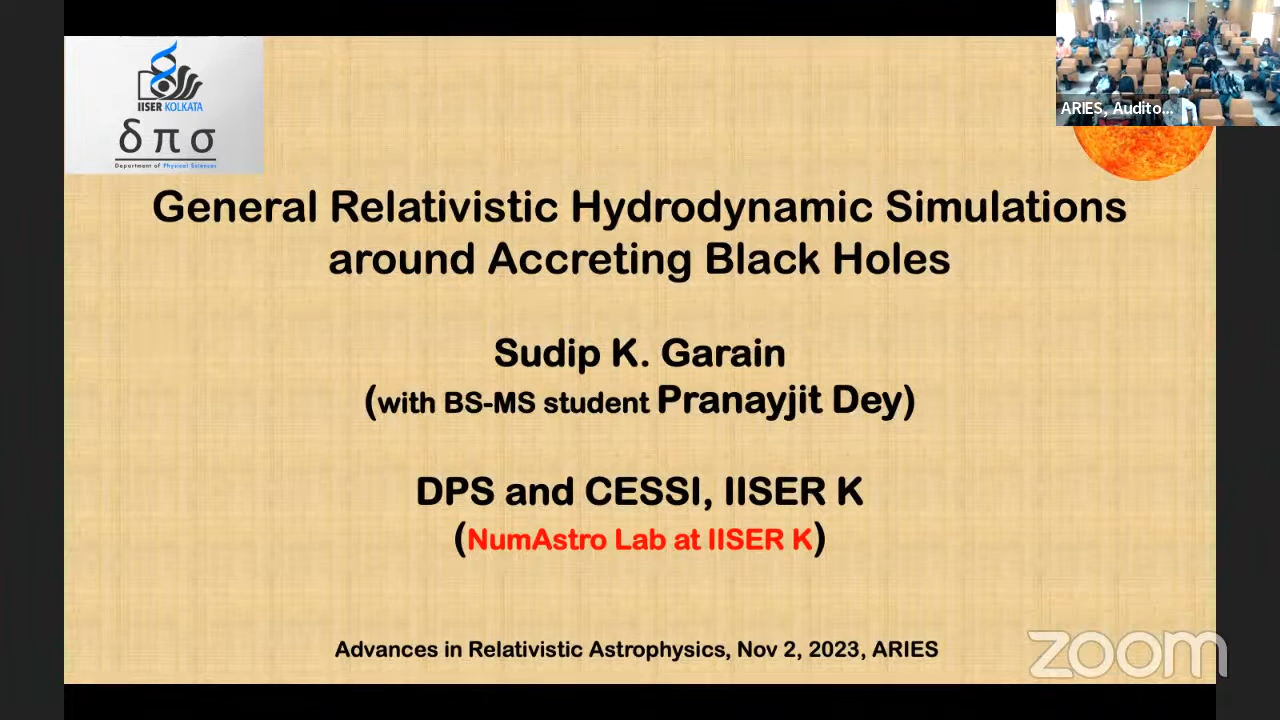 IISER KOLKATA
δ π σ
Department of Physical Sciences
ARIES, Audito...
General Relativistic Hydrodynamic Simulations
around Accreting Black Holes
Sudip K. Garain
(with BS-MS student Pranayjit Dey)
DPS and CESSI, IISER K
(NumAstro Lab at IISER K)
Advances in Relativistic Astrophysics, Nov 2, 2023, ARIES
zoom